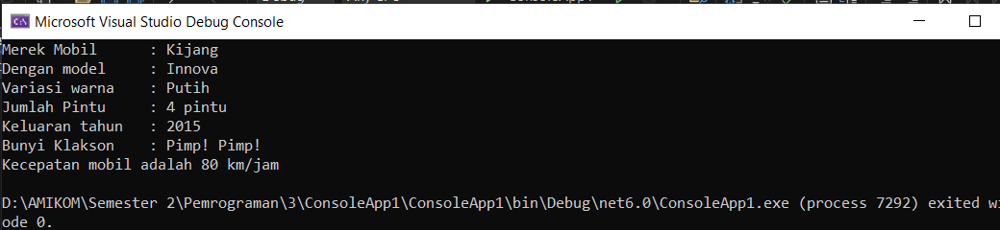 Microsoft Visual Studio Debug Console
Merek Mobil : Kijang
Dengan model : Innova
Variasi warna : Putih
Jumlah Pintu : 4 pintu
Keluaran tahun : 2015
Bunyi Klakson : Pimp! Pimp!
Kecepatan mobil adalah 80 km/jam
D:\AMIKOM\Semester 2\Pemrograman\3\ConsoleApp1\ConsoleApp1\bin\Debug\net6.0\ConsoleApp1.exe (process 7292) exited wi
ode 0.